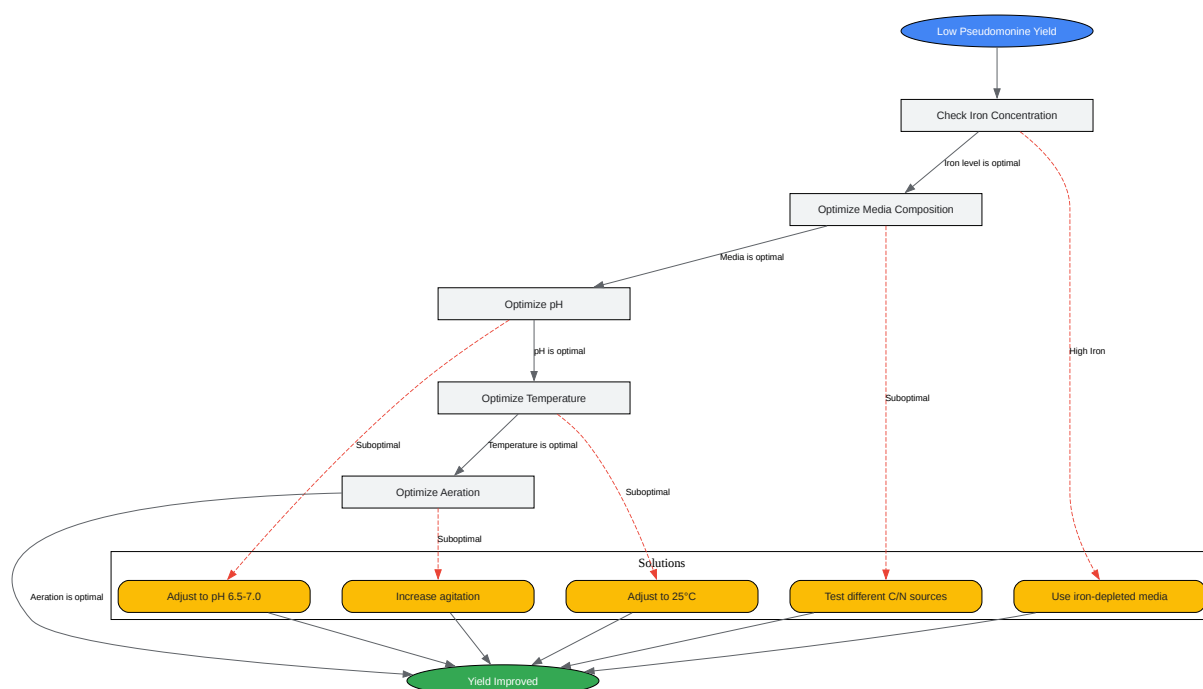 Low Pseudomonine Yield
Check Iron Concentration
Iron level is optimal
Optimize Media Composition
Media is optimal
Optimize pH
pH is optimal
High Iron
Optimize Temperature
Suboptimal
Suboptimal
Temperature is optimal
Optimize Aeration
Suboptimal
Suboptimal
Solutions
Aeration is optimal
Adjust to pH 6.5-7.0
Increase agitation
Adjust to 25°C
Test different C/N sources
Use iron-depleted media
Yield Improved